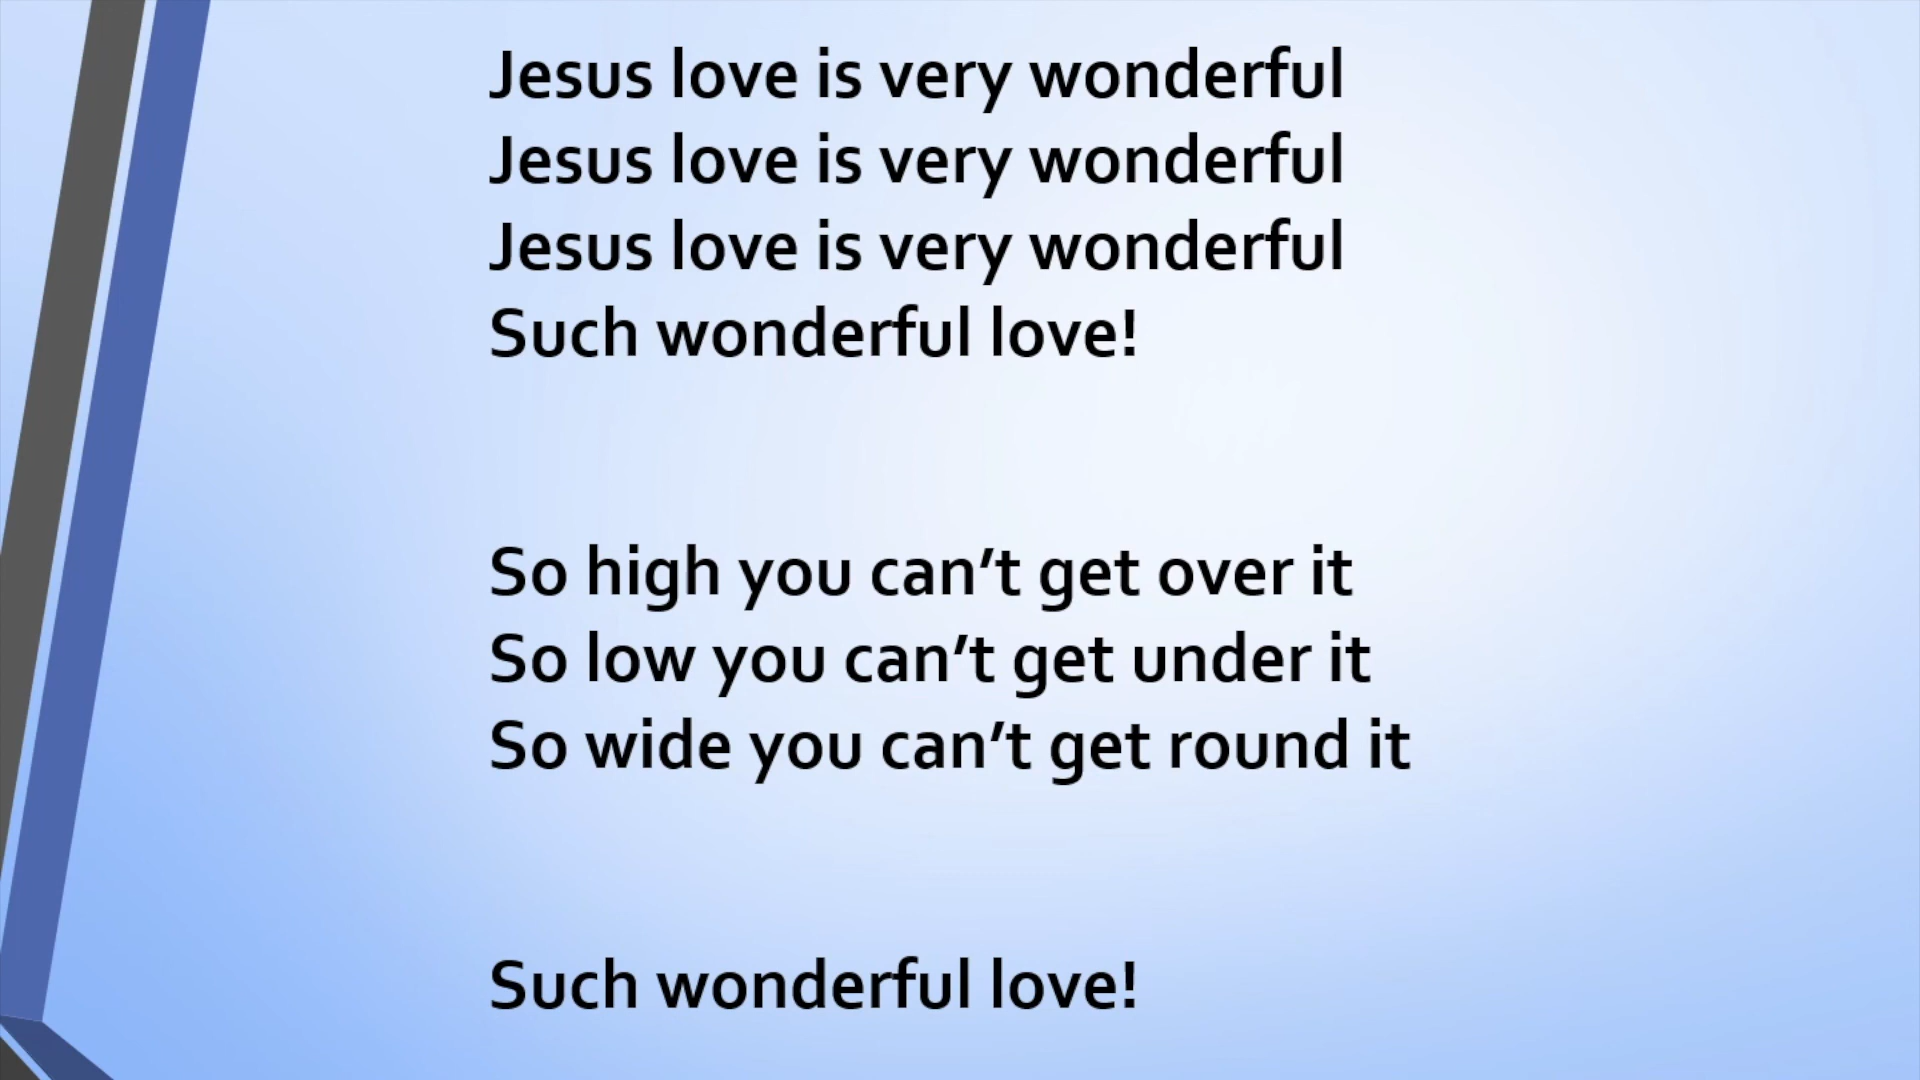 Jesus love is very wonderful
Jesus love is very wonderful
Jesus love is very wonderful
Such wonderful love!
So high you can’t get over it
So low you can’t get under it
So wide you can’t get round it
Such wonderful love!